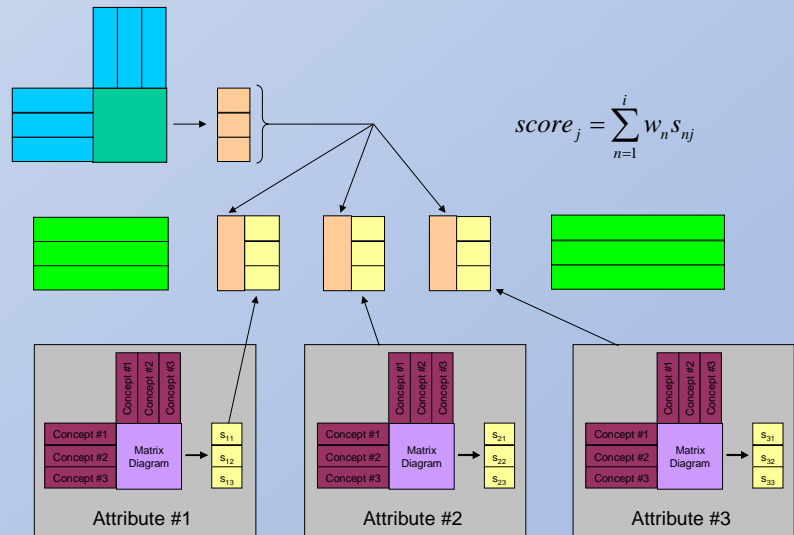 score_j = \sum_{n=1}^{i} w_n s_{nj}
Concept #1
Concept #2
Concept #3
Concept #1
Concept #2
Concept #3
Matrix
Diagram
s₁₁
s₁₂
s₁₃
Attribute #1
Concept #1
Concept #2
Concept #3
Concept #1
Concept #2
Concept #3
Matrix
Diagram
s₂₁
s₂₂
s₂₃
Attribute #2
Concept #1
Concept #2
Concept #3
Concept #1
Concept #2
Concept #3
Matrix
Diagram
s₃₁
s₃₂
s₃₃
Attribute #3